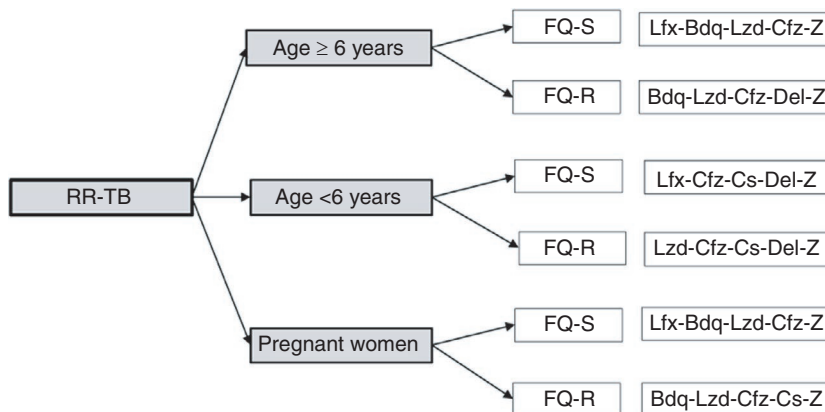 FQ-S Lfx-Bdq-Lzd-Cfz-Z
Age ≥ 6 years
FQ-R Bdq-Lzd-Cfz-Del-Z
FQ-S Lfx-Cfz-Cs-Del-Z
RR-TB Age <6 years
FQ-R Lzd-Cfz-Cs-Del-Z
FQ-S Lfx-Bdq-Lzd-Cfz-Z
Pregnant women
FQ-R Bdq-Lzd-Cfz-Cs-Z